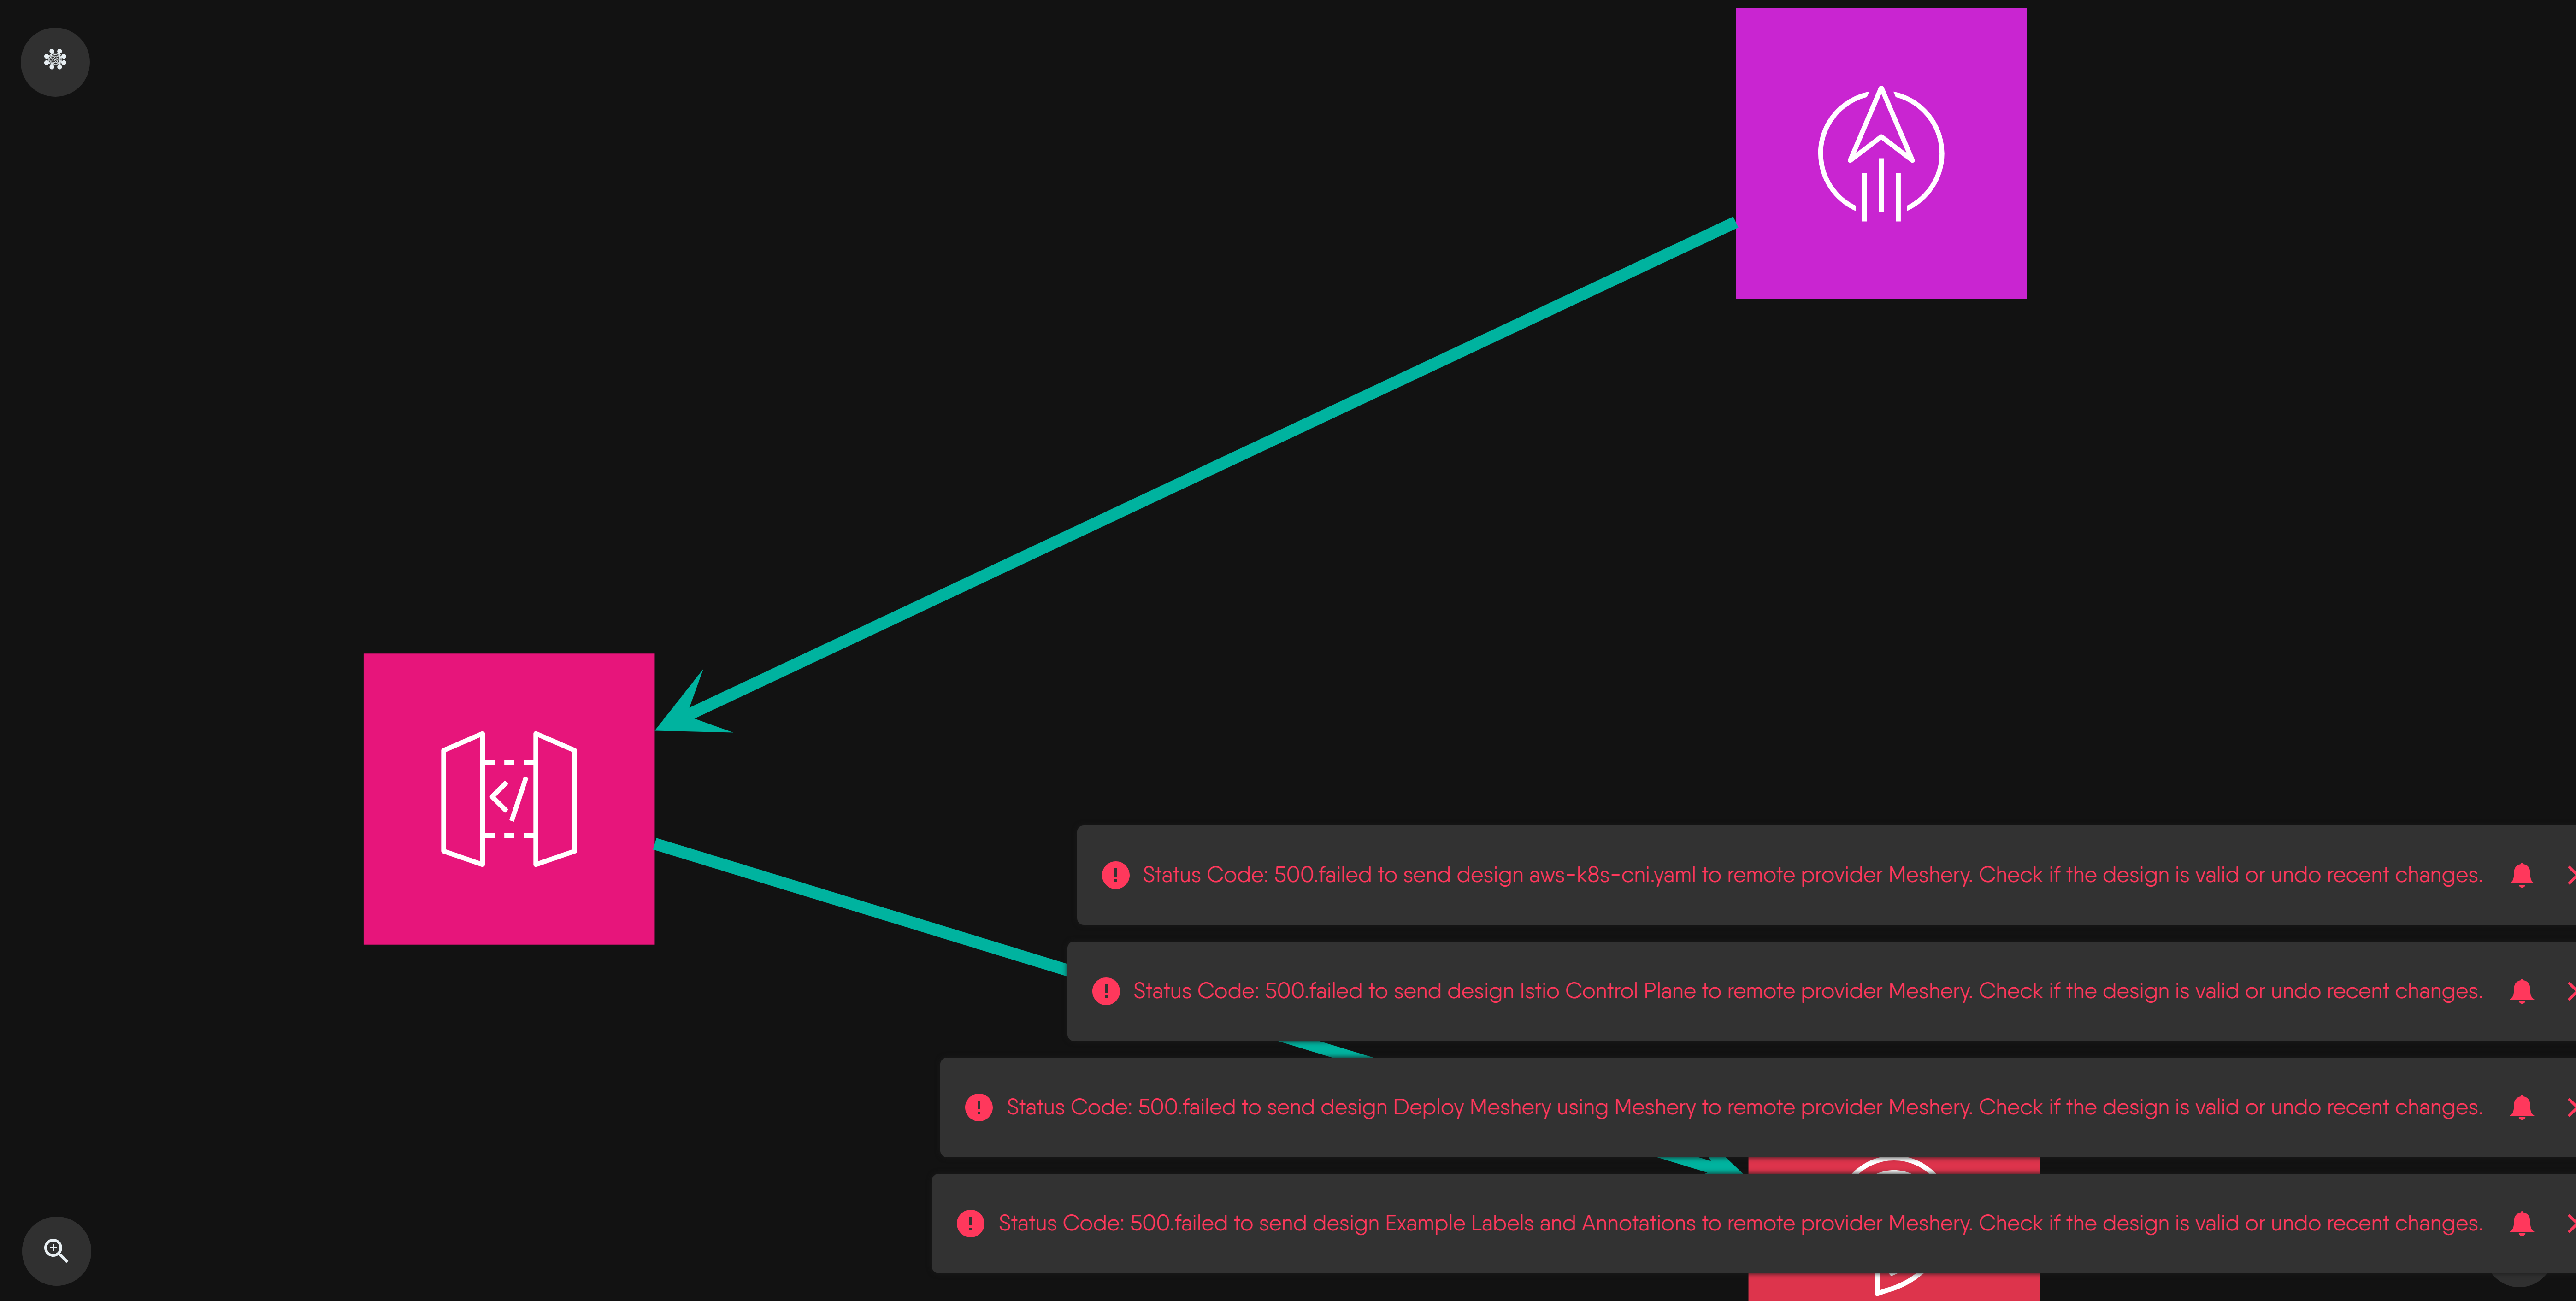 Status Code: 500.failed to send design aws-k8s-cni.yaml to remote provider Meshery. Check if the design is valid or undo recent changes.
Status Code: 500.failed to send design Istio Control Plane to remote provider Meshery. Check if the design is valid or undo recent changes.
Status Code: 500.failed to send design Deploy Meshery using Meshery to remote provider Meshery. Check if the design is valid or undo recent changes.
Status Code: 500.failed to send design Example Labels and Annotations to remote provider Meshery. Check if the design is valid or undo recent changes.